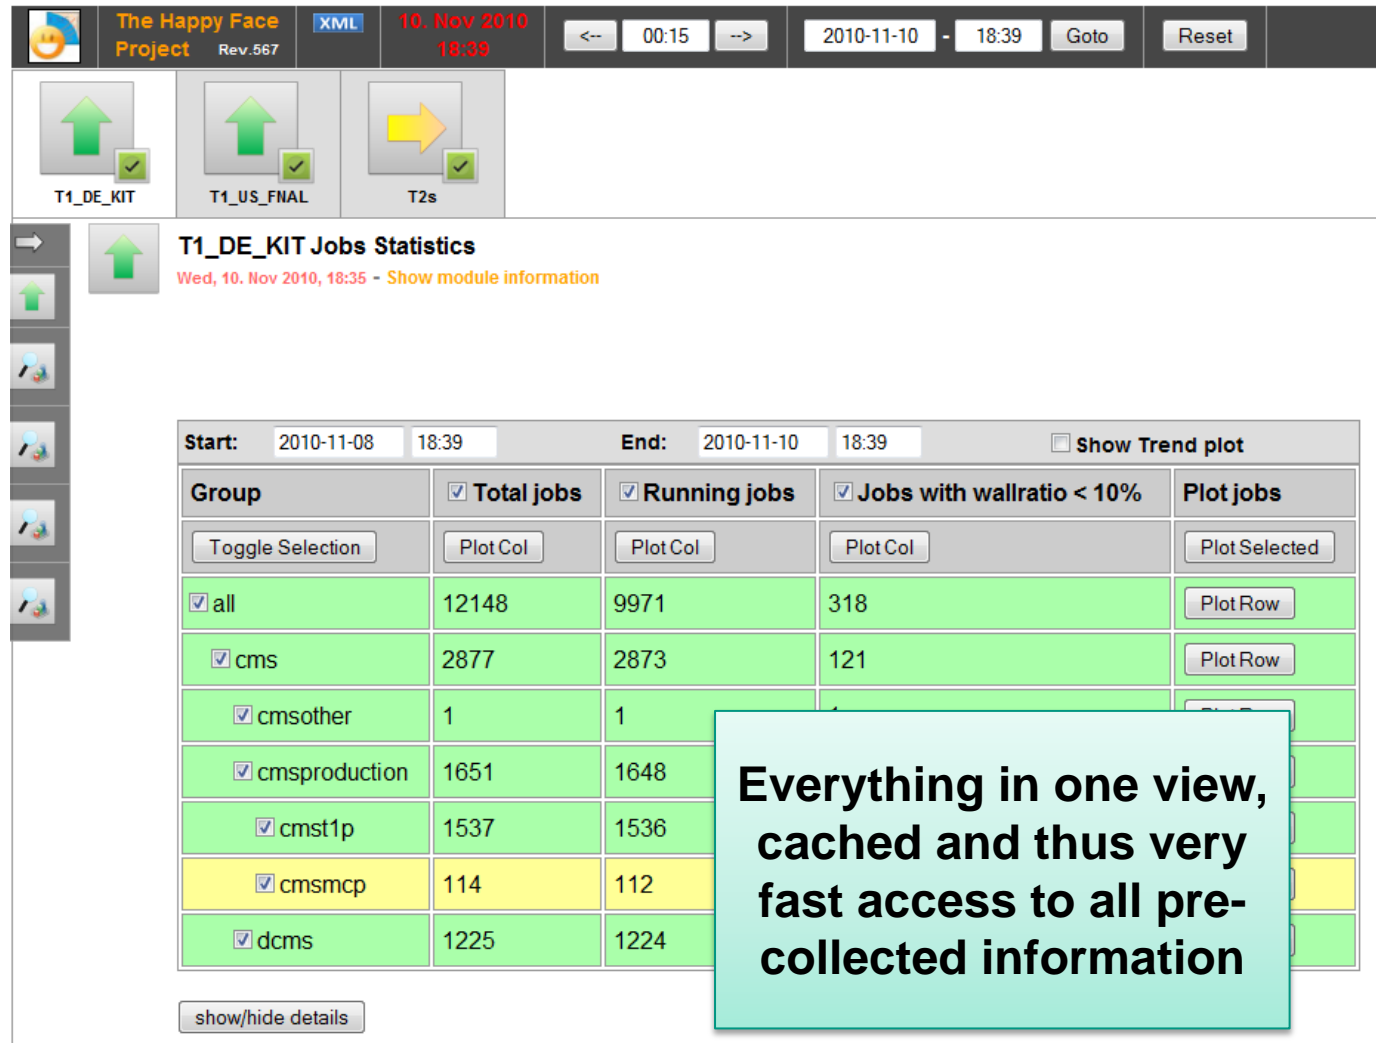 The Happy Face Project Rev.567
XML
10. Nov 2010 18:39
<-- 00:15 -->
2010-11-10 - 18:39 Goto
Reset
T1_DE_KIT
T1_US_FNAL
T2s
T1_DE_KIT Jobs Statistics
Wed, 10. Nov 2010, 18:35 - Show module information
Start: 2010-11-08 18:39 End: 2010-11-10 18:39 Show Trend plot
Group Total jobs Running jobs Jobs with wallratio < 10% Plot jobs
Toggle Selection Plot Col Plot Col Plot Col Plot Selected
all 12148 9971 318 Plot Row
cms 2877 2873 121 Plot Row
cmsother 1 1
cmsproduction 1651 1648
cmst1p 1537 1536
cmsmcp 114 112
dcms 1225 1224
Everything in one view,
cached and thus very
fast access to all pre-
collected information
show/hide details